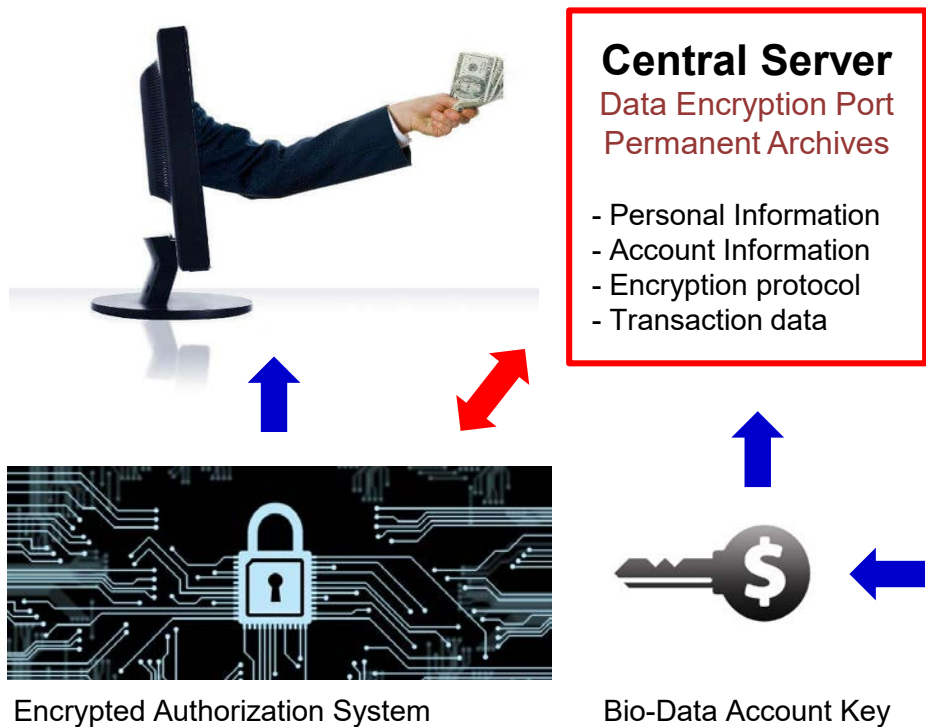 Central Server
Data Encryption Port
Permanent Archives
- Personal Information
- Account Information
- Encryption protocol
- Transaction data
$
Encrypted Authorization System
Bio-Data Account Key